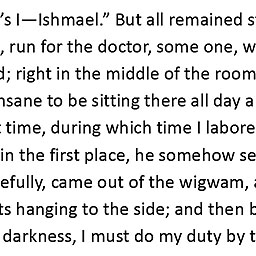 ’s I—Ishmael.” But all remained s
, run for the doctor, some one, w
d; right in the middle of the room
nsane to be sitting there all day a
t time, during which time I labore
in the first place, he somehow se
efully, came out of the wigwam,
ts hanging to the side; and then b
darkness, I must do my duty by t